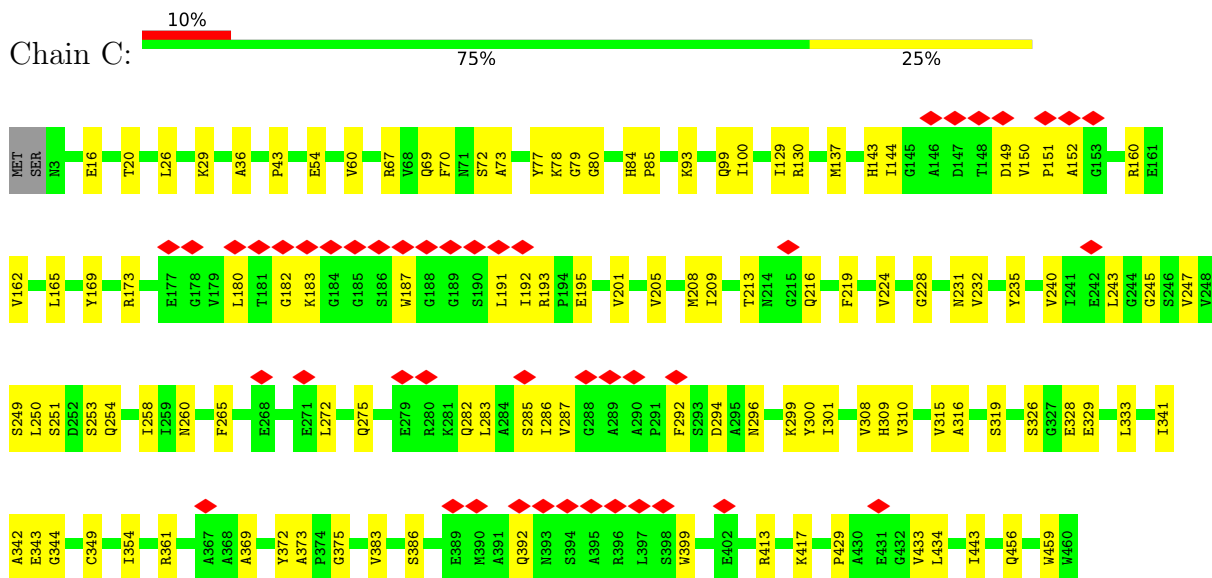 10%
Chain C:
75% 25%
MET SER N3 E16 T20 L26 K29 A36 P43 E54 V60 R67 V68 Q69 F70 N71 S72 A73 Y77 K78 G79 G80 H84 P85 K93 Q99 I100 I129 R130 M137 H143 I144 G145 A146 D147 T148 D149 V150 P151 A152 G153 R160 E161
V162 L165 Y169 R173 E177 G178 V179 L180 T181 G182 K183 G184 G185 S186 W187 G188 G189 S190 L191 I192 R193 P194 E195 V201 V205 M208 I209 T213 N214 G215 Q216 F219 V224 G228 N231 V232 Y235 V240 I241 E242 L243 G244 G245 S246 V247 V248
S249 L250 S251 D252 S253 Q254 I258 I259 N260 F265 E268 E271 L272 Q275 E279 R280 K281 Q282 L283 A284 S285 I286 V287 G288 A289 A290 P291 F292 S293 D294 A295 N296 K299 Y300 I301 V308 H309 V310 V315 A316 S319 S326 G327 E328 E329 L333 I341
A342 E343 G344 C349 I354 R361 A367 A368 A369 Y372 A373 P374 G375 V383 S386 E389 M390 A391 Q392 N393 S394 A395 R396 L397 S398 W399 E402 R413 K417 P429 A430 E431 G432 V433 L434 I443 Q456 W459 W460